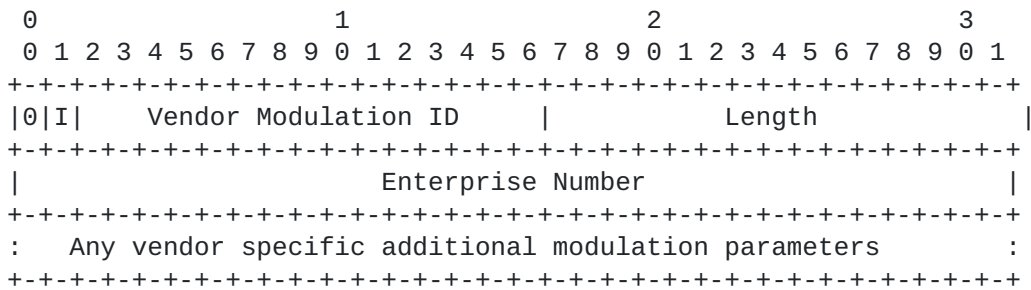 0                   1                   2                   3
 0 1 2 3 4 5 6 7 8 9 0 1 2 3 4 5 6 7 8 9 0 1 2 3 4 5 6 7 8 9 0 1
+-+-+-+-+-+-+-+-+-+-+-+-+-+-+-+-+-+-+-+-+-+-+-+-+-+-+-+-+-+-+-+-+
|0|I|    Vendor Modulation ID     |           Length             |
+-+-+-+-+-+-+-+-+-+-+-+-+-+-+-+-+-+-+-+-+-+-+-+-+-+-+-+-+-+-+-+-+
|                       Enterprise Number                       |
+-+-+-+-+-+-+-+-+-+-+-+-+-+-+-+-+-+-+-+-+-+-+-+-+-+-+-+-+-+-+-+-+
:   Any vendor specific additional modulation parameters        :
+-+-+-+-+-+-+-+-+-+-+-+-+-+-+-+-+-+-+-+-+-+-+-+-+-+-+-+-+-+-+-+-+